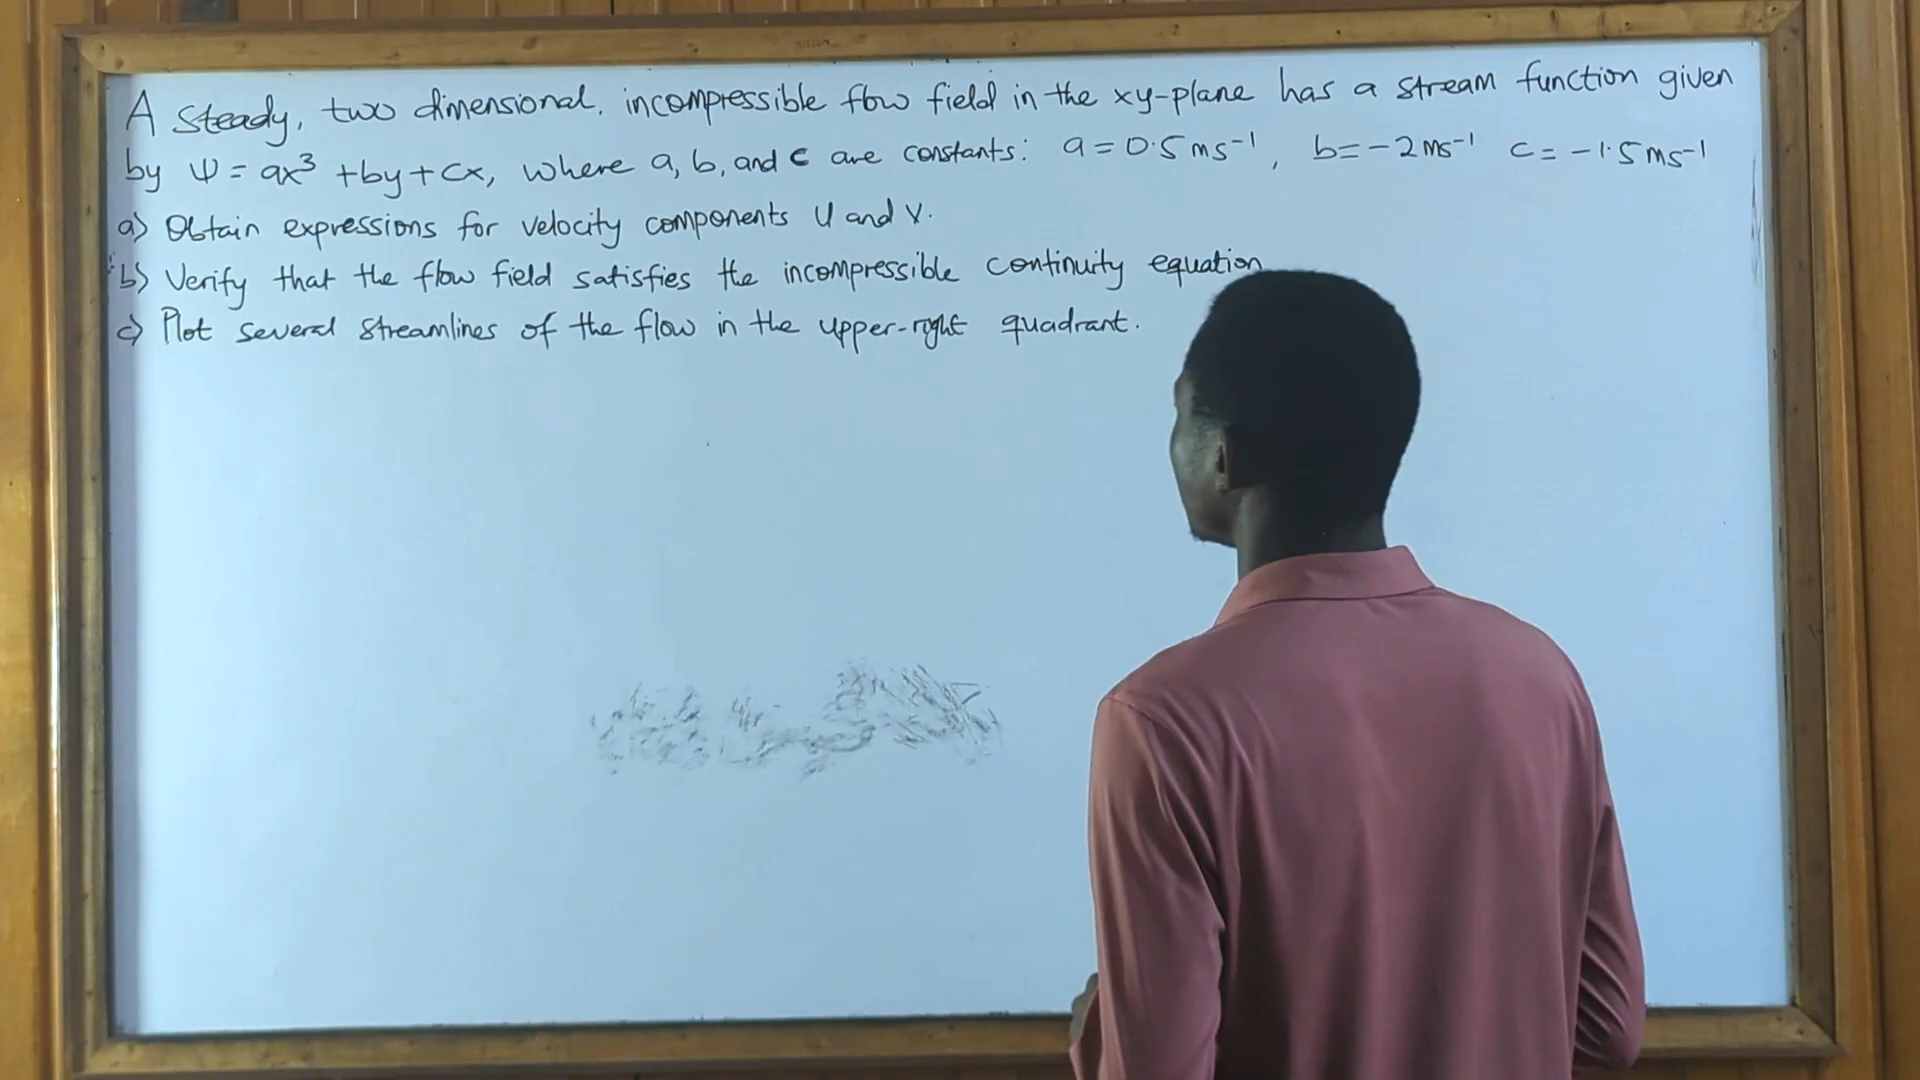 A steady, two dimensional, incompressible flow field in the xy-plane has a stream function given
by ψ = ax³ + by + cx, where a, b, and c are constants: a = 0.5 ms⁻¹, b = -2 ms⁻¹ c = -1.5 ms⁻¹
a) Obtain expressions for velocity components u and v.
b) Verify that the flow field satisfies the incompressible continuity equation
c) Plot several streamlines of the flow in the upper-right quadrant.